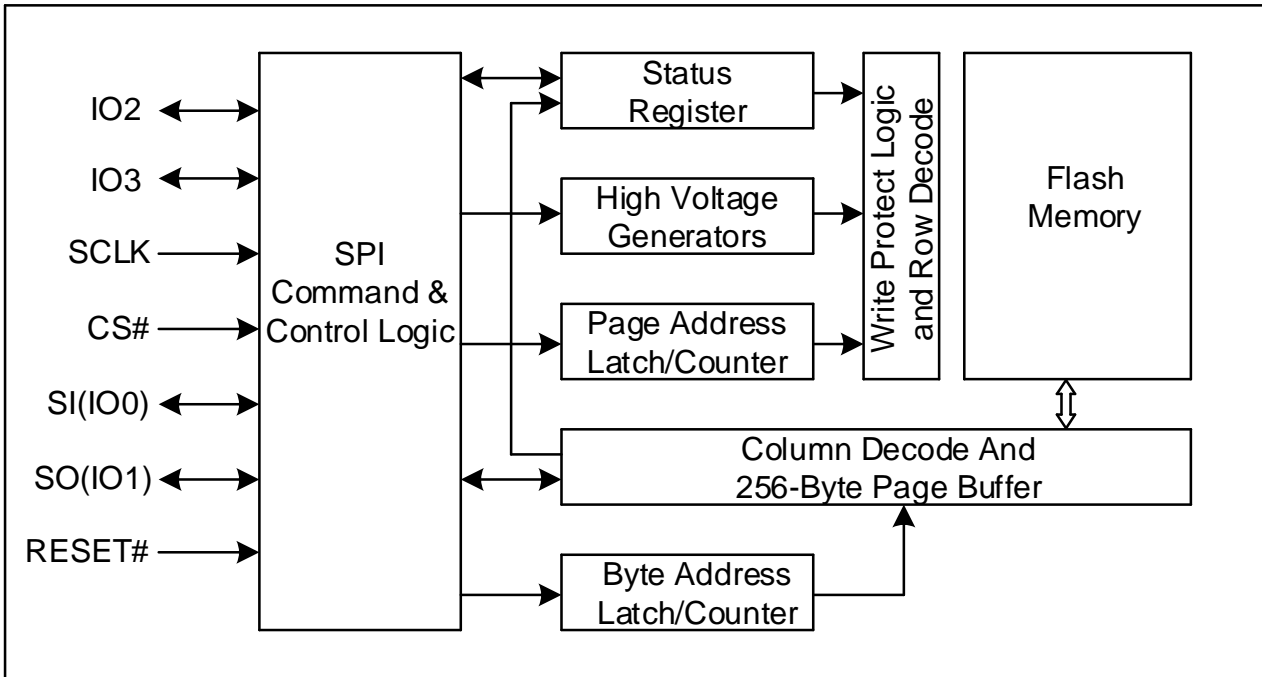 IO2
IO3
SCLK
CS#
SI(IO0)
SO(IO1)
RESET#
SPI
Command &
Control Logic
Status
Register
High Voltage
Generators
Page Address
Latch/Counter
Write Protect Logic
and Row Decode
Flash
Memory
Column Decode And
256-Byte Page Buffer
Byte Address
Latch/Counter